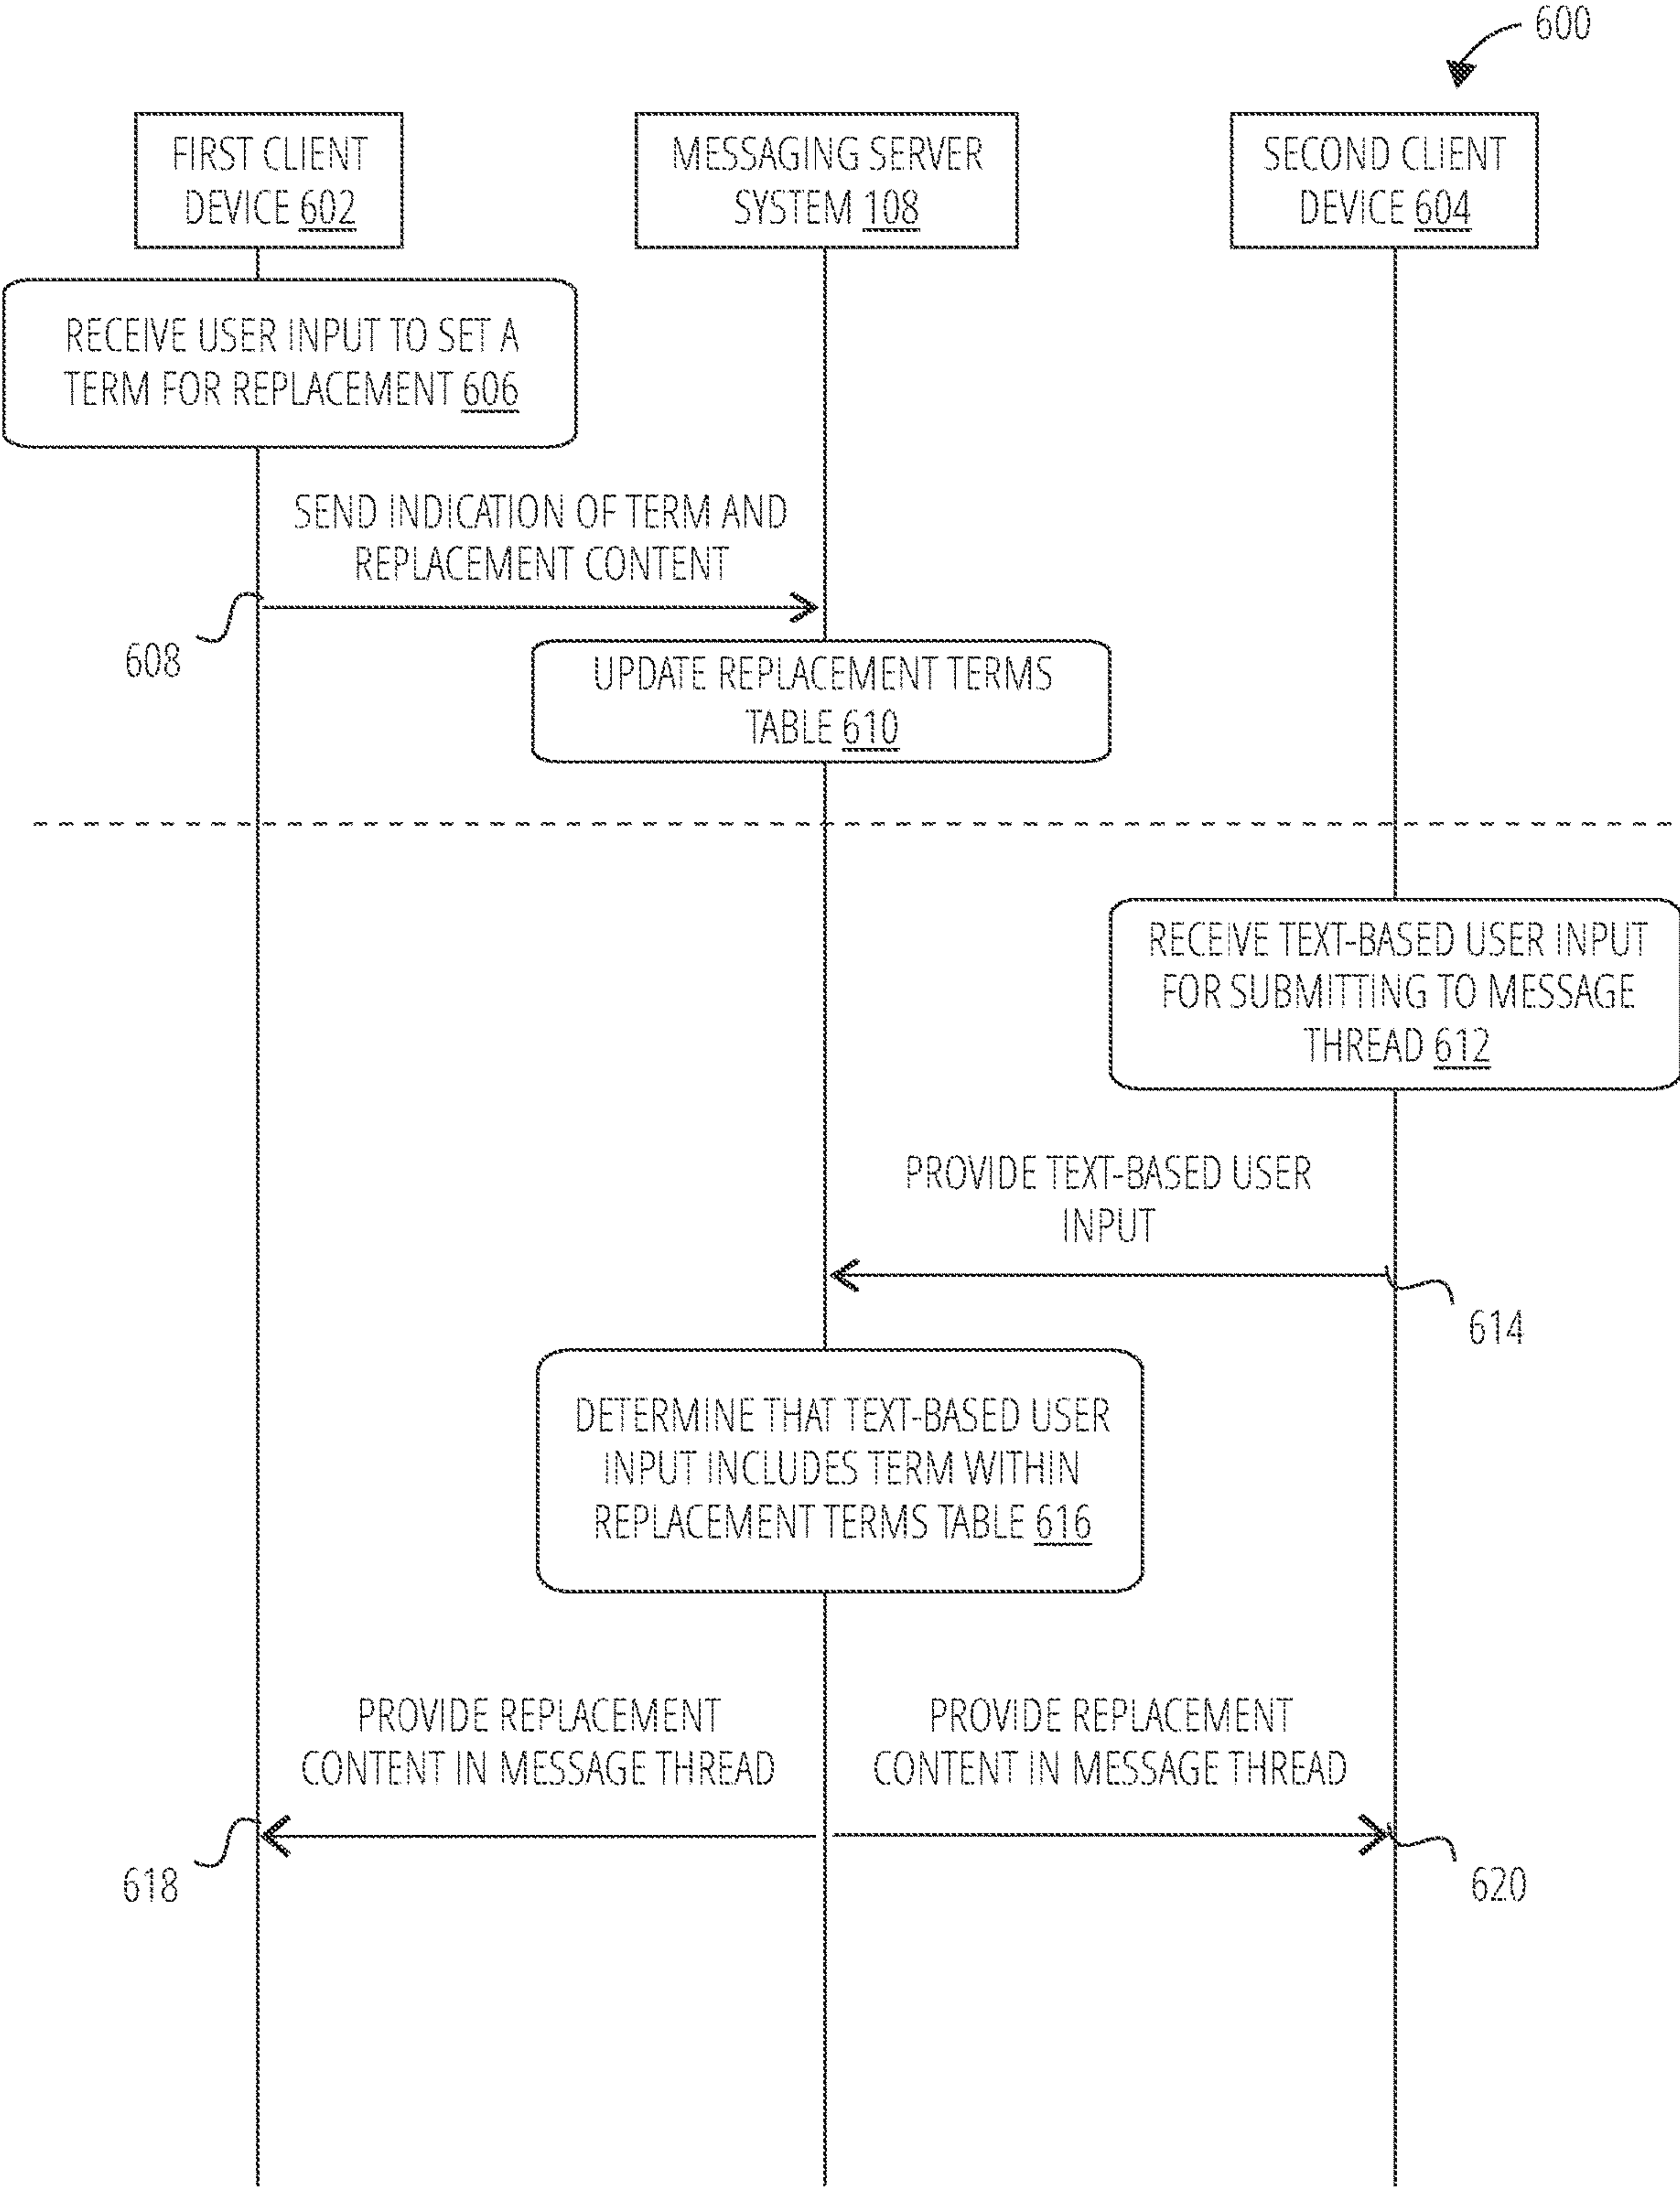 600
FIRST CLIENT
DEVICE 602
MESSAGING SERVER
SYSTEM 108
SECOND CLIENT
DEVICE 604
RECEIVE USER INPUT TO SET A
TERM FOR REPLACEMENT 606
SEND INDICATION OF TERM AND
REPLACEMENT CONTENT
608
UPDATE REPLACEMENT TERMS
TABLE 610
RECEIVE TEXT-BASED USER INPUT
FOR SUBMITTING TO MESSAGE
THREAD 612
PROVIDE TEXT-BASED USER
INPUT
614
DETERMINE THAT TEXT-BASED USER
INPUT INCLUDES TERM WITHIN
REPLACEMENT TERMS TABLE 616
PROVIDE REPLACEMENT
CONTENT IN MESSAGE THREAD
PROVIDE REPLACEMENT
CONTENT IN MESSAGE THREAD
618
620